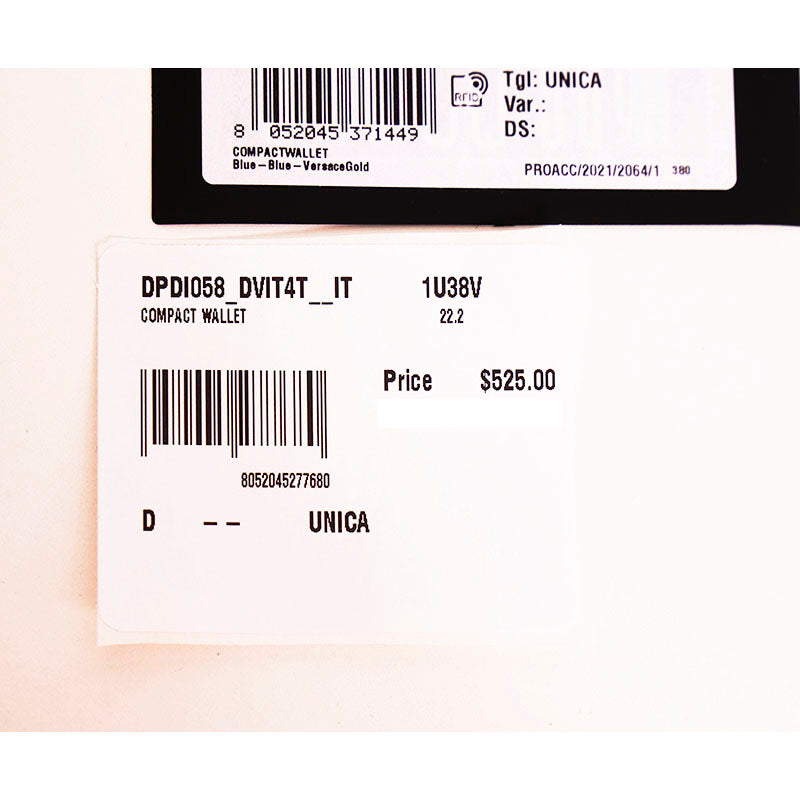 Tgl: UNICA
Var.:
DS:
8 052045 371449
COMPACTWALLET
Blue-Blue-VersaceGold
RFID
PROACC/2021/2064/1 380
DPDI058_DVIT4T__IT 1U38V
COMPACT WALLET 22.2
Price $525.00
8052045277680
D -- UNICA